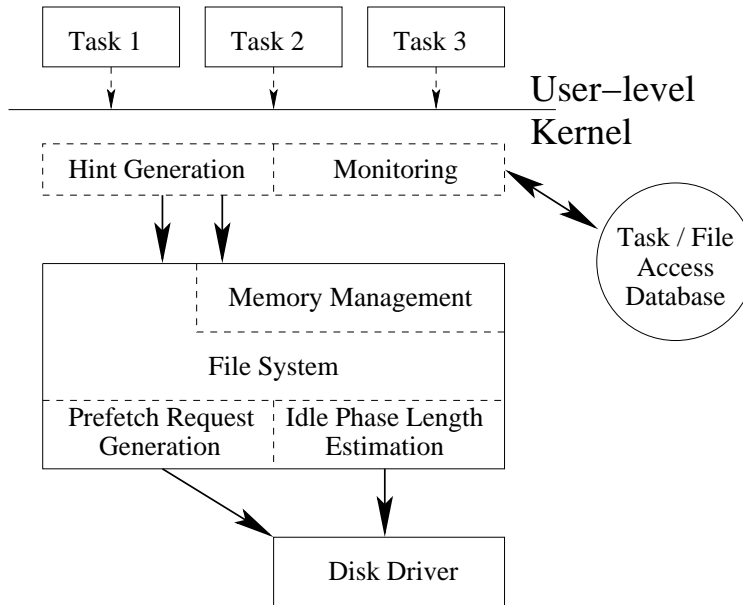 Task 1
Task 2
Task 3
User–level
Kernel
Hint Generation
Monitoring
Task / File
Access
Database
Memory Management
File System
Prefetch Request
Generation
Idle Phase Length
Estimation
Disk Driver